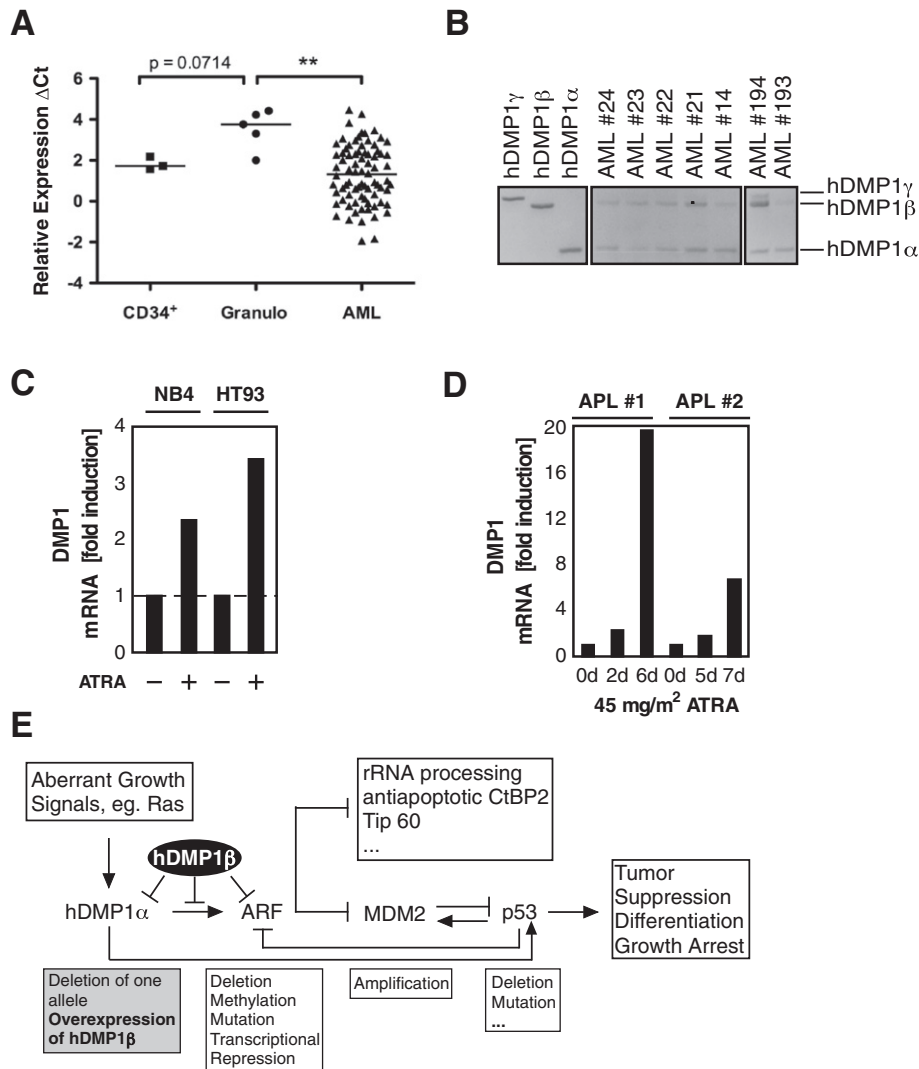 A
p = 0.0714
**
Relative Expression ΔCt
6
4
2
0
-2
-4
CD34+
Granulo
AML
B
hDMP1γ
hDMP1β
hDMP1α
AML #24
AML #23
AML #22
AML #21
AML #14
AML #194
AML #193
hDMP1γ
hDMP1β
hDMP1α
C
NB4 HT93
DMP1
mRNA [fold induction]
4
3
2
1
0
ATRA − + − +
D
APL #1 APL #2
DMP1
mRNA [fold induction]
20
16
12
8
4
0
0d 2d 6d 0d 5d 7d
45 mg/m² ATRA
E
Aberrant Growth
Signals, eg. Ras
hDMP1β
hDMP1α
ARF
rRNA processing
antiapoptotic CtBP2
Tip 60
...
MDM2
p53
Tumor
Suppression
Differentiation
Growth Arrest
Deletion of one
allele
Overexpression
of hDMP1β
Deletion
Methylation
Mutation
Transcriptional
Repression
Amplification
Deletion
Mutation
...